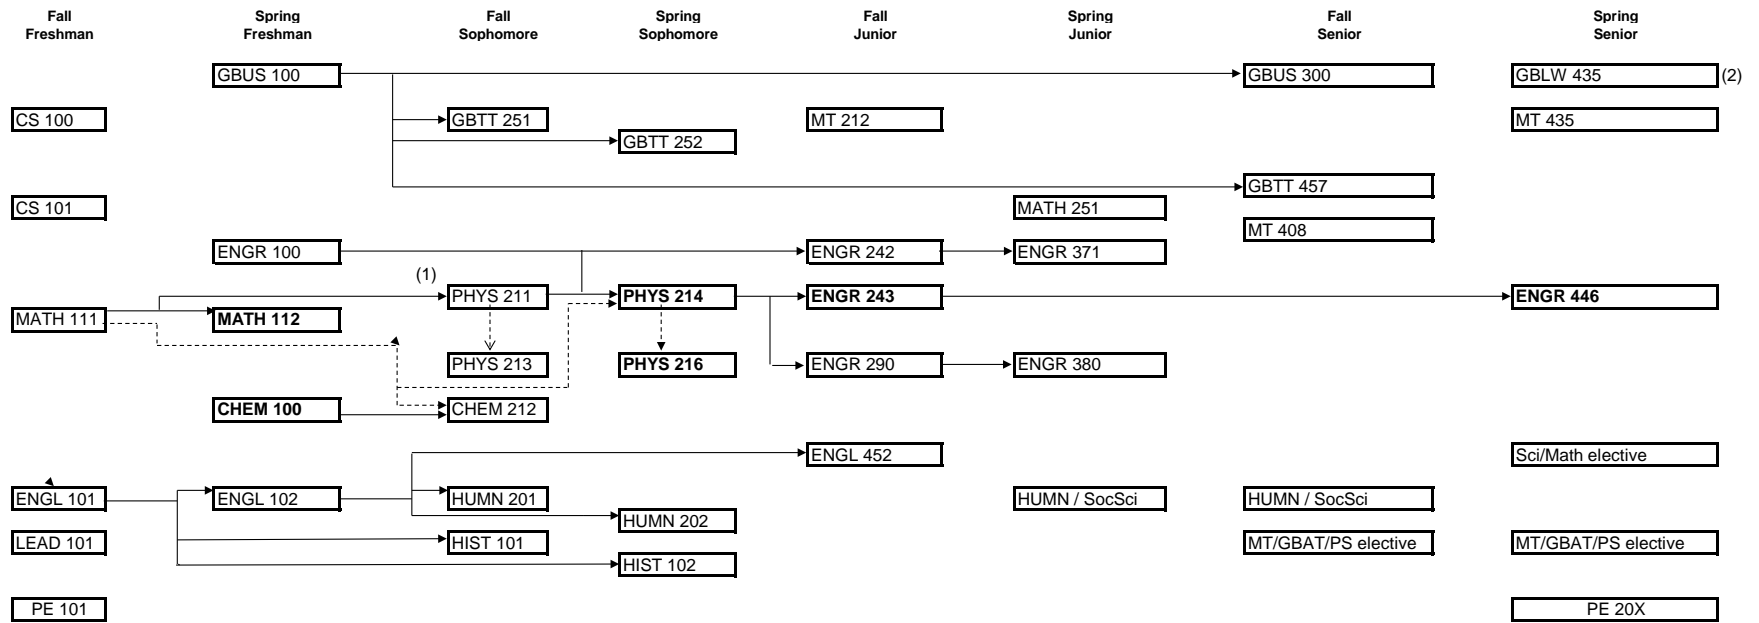 Fall Spring Fall Spring Fall Spring Fall Spring
Freshman Freshman Sophomore Sophomore Junior Junior Senior Senior
GBUS 100 GBUS 300 GBLW 435 (2)
CS 100 GBTT 251 MT 212 MT 435
GBTT 252
GBTT 457
CS 101 MATH 251
MT 408
ENGR 100 ENGR 242 ENGR 371
(1)
PHYS 211 PHYS 214 ENGR 243 ENGR 446
MATH 111 MATH 112
PHYS 213 PHYS 216 ENGR 290 ENGR 380
CHEM 100 CHEM 212
ENGL 452 Sci/Math elective
ENGL 101 ENGL 102 HUMN 201 HUMN / SocSci HUMN / SocSci
HUMN 202
LEAD 101 HIST 101 MT/GBAT/PS elective MT/GBAT/PS elective
HIST 102
PE 101 PE 20X